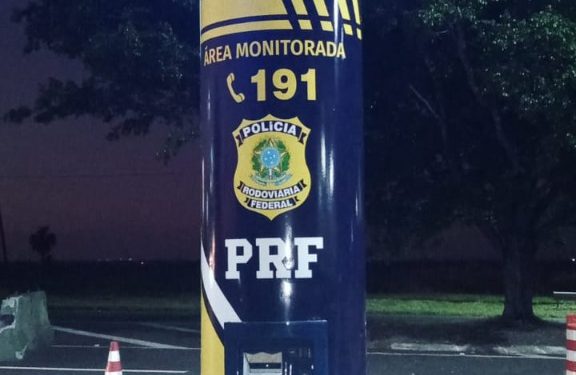 ÁREA MONITORADA
191
POLÍCIA
RODOVIÁRIA
FEDERAL
PRF